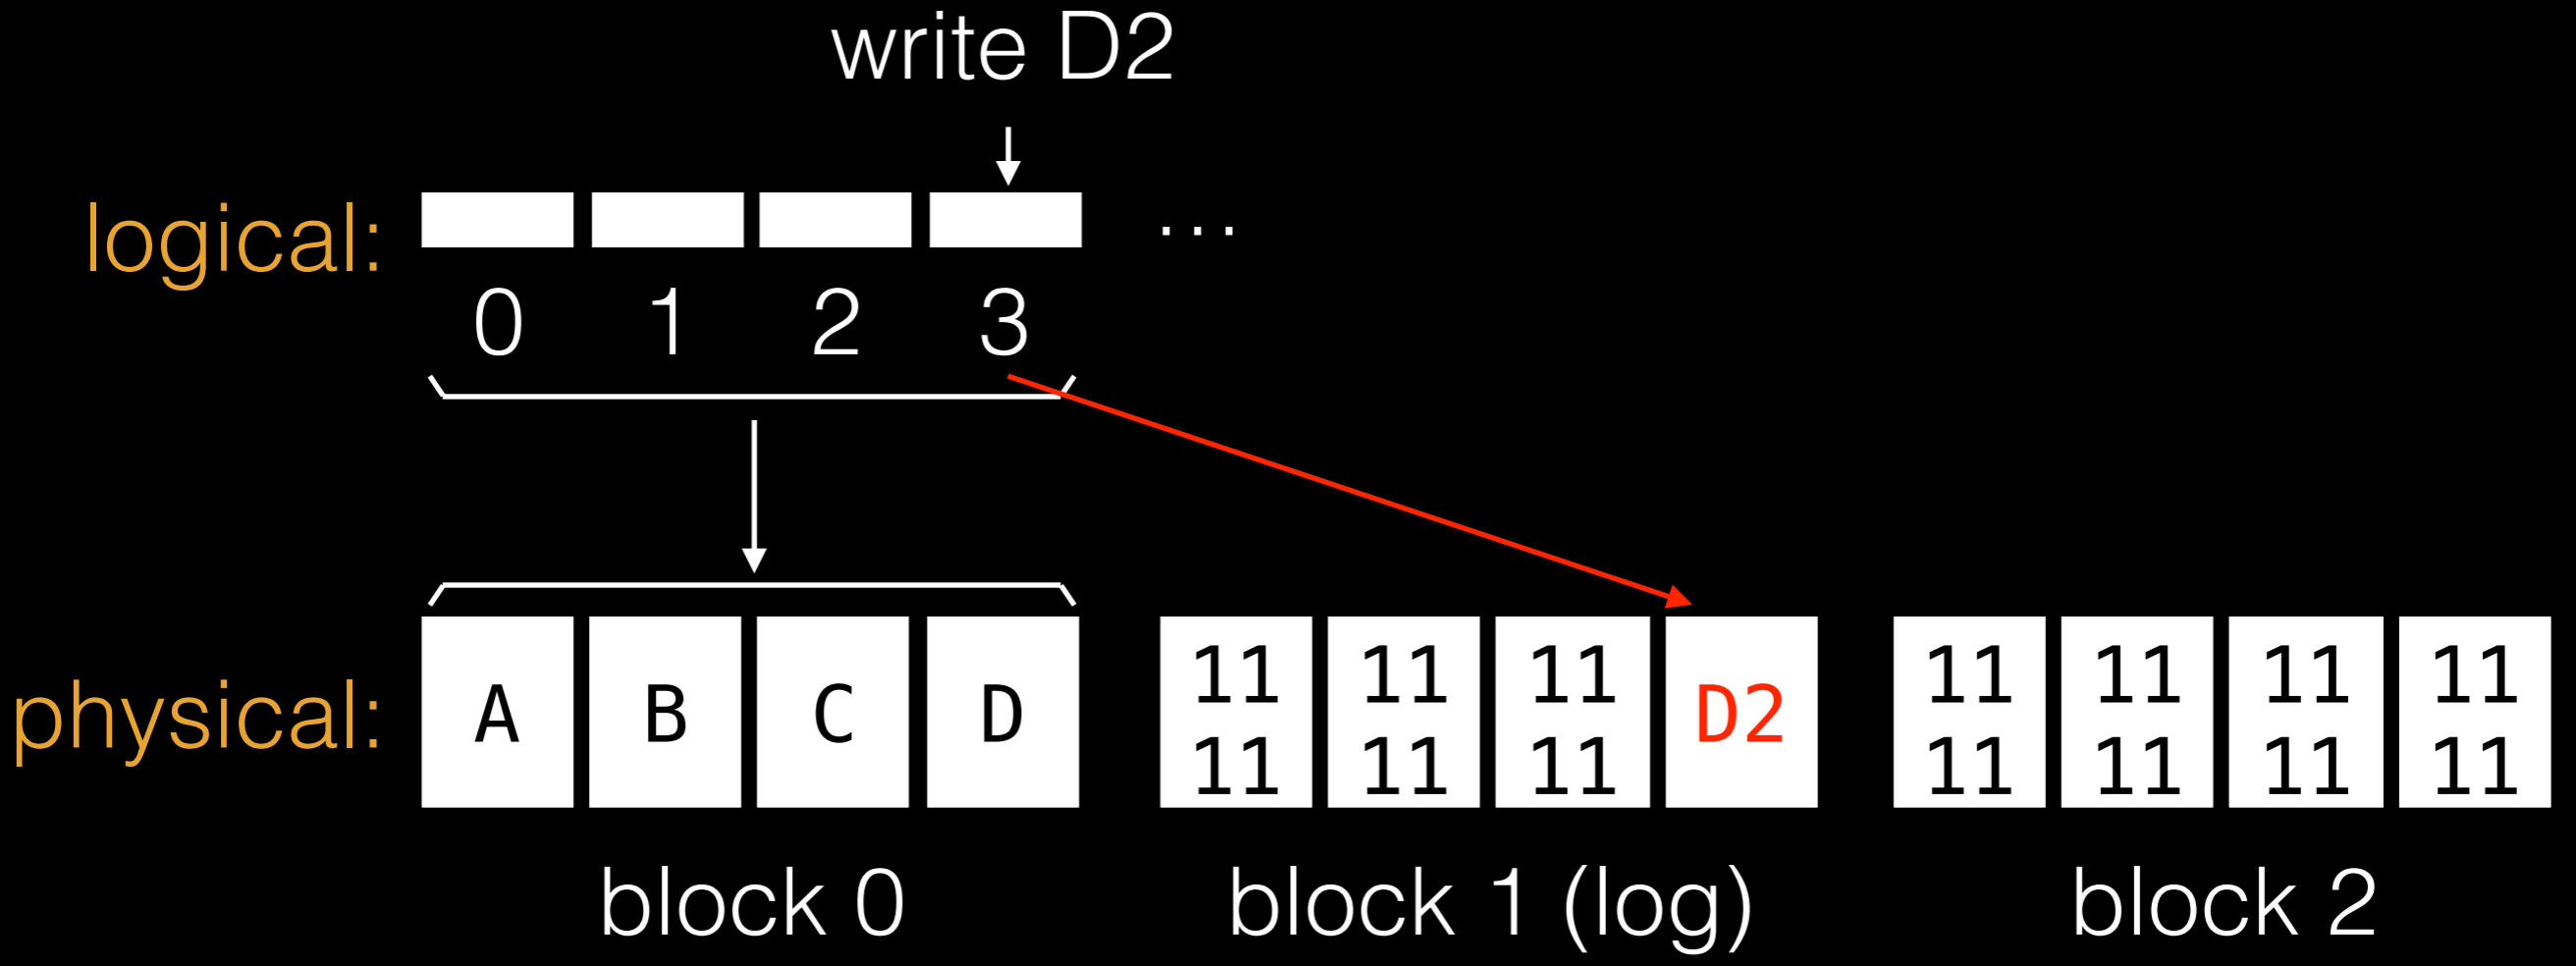 write D2
logical: ...
0 1 2 3
physical: A B C D 11 11 11 D2 11 11 11 11
11 11 11 11 11 11 11
block 0 block 1 (log) block 2